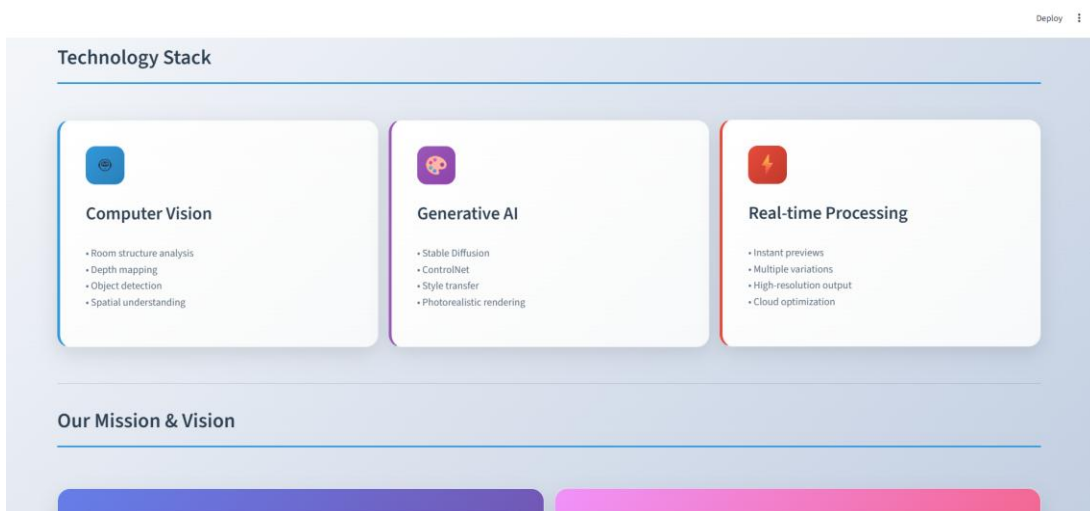 Deploy
Technology Stack
Computer Vision
• Room structure analysis
• Depth mapping
• Object detection
• Spatial understanding
Generative AI
• Stable Diffusion
• ControlNet
• Style transfer
• Photorealistic rendering
Real-time Processing
• Instant previews
• Multiple variations
• High-resolution output
• Cloud optimization
Our Mission & Vision